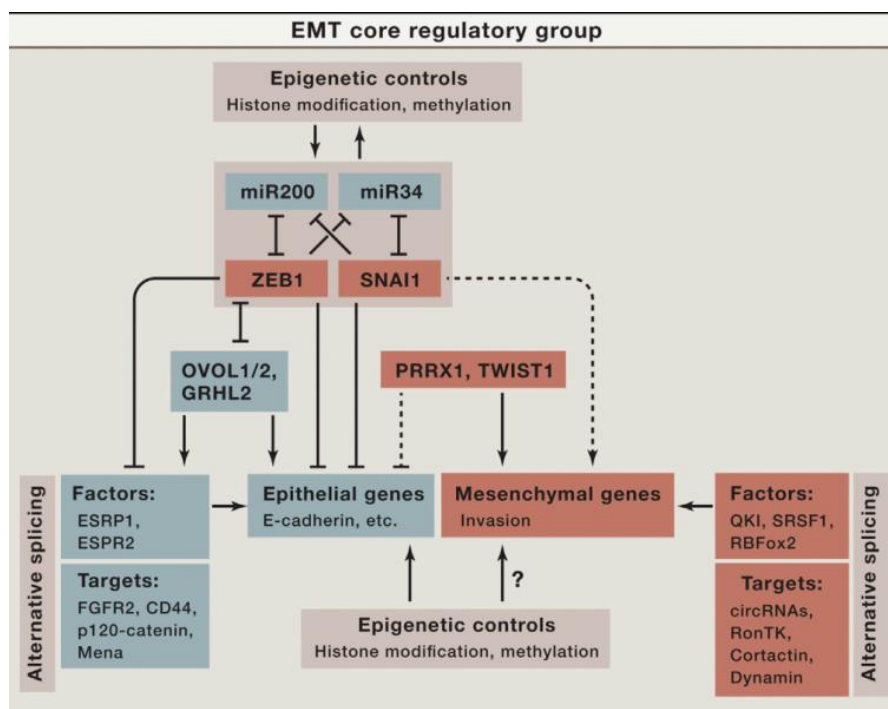 EMT core regulatory group
Epigenetic controls
Histone modification, methylation
miR200
miR34
ZEB1
SNAI1
OVOL1/2,
GRHL2
PRRX1, TWIST1
Alternative splicing
Factors:
ESRP1,
ESPR2
Targets:
FGFR2, CD44,
p120-catenin,
Mena
Epithelial genes
E-cadherin, etc.
Mesenchymal genes
Invasion
?
Epigenetic controls
Histone modification, methylation
Factors:
QKI, SRSF1,
RBFox2
Targets:
circRNAs,
RonTK,
Cortactin,
Dynamin
Alternative splicing